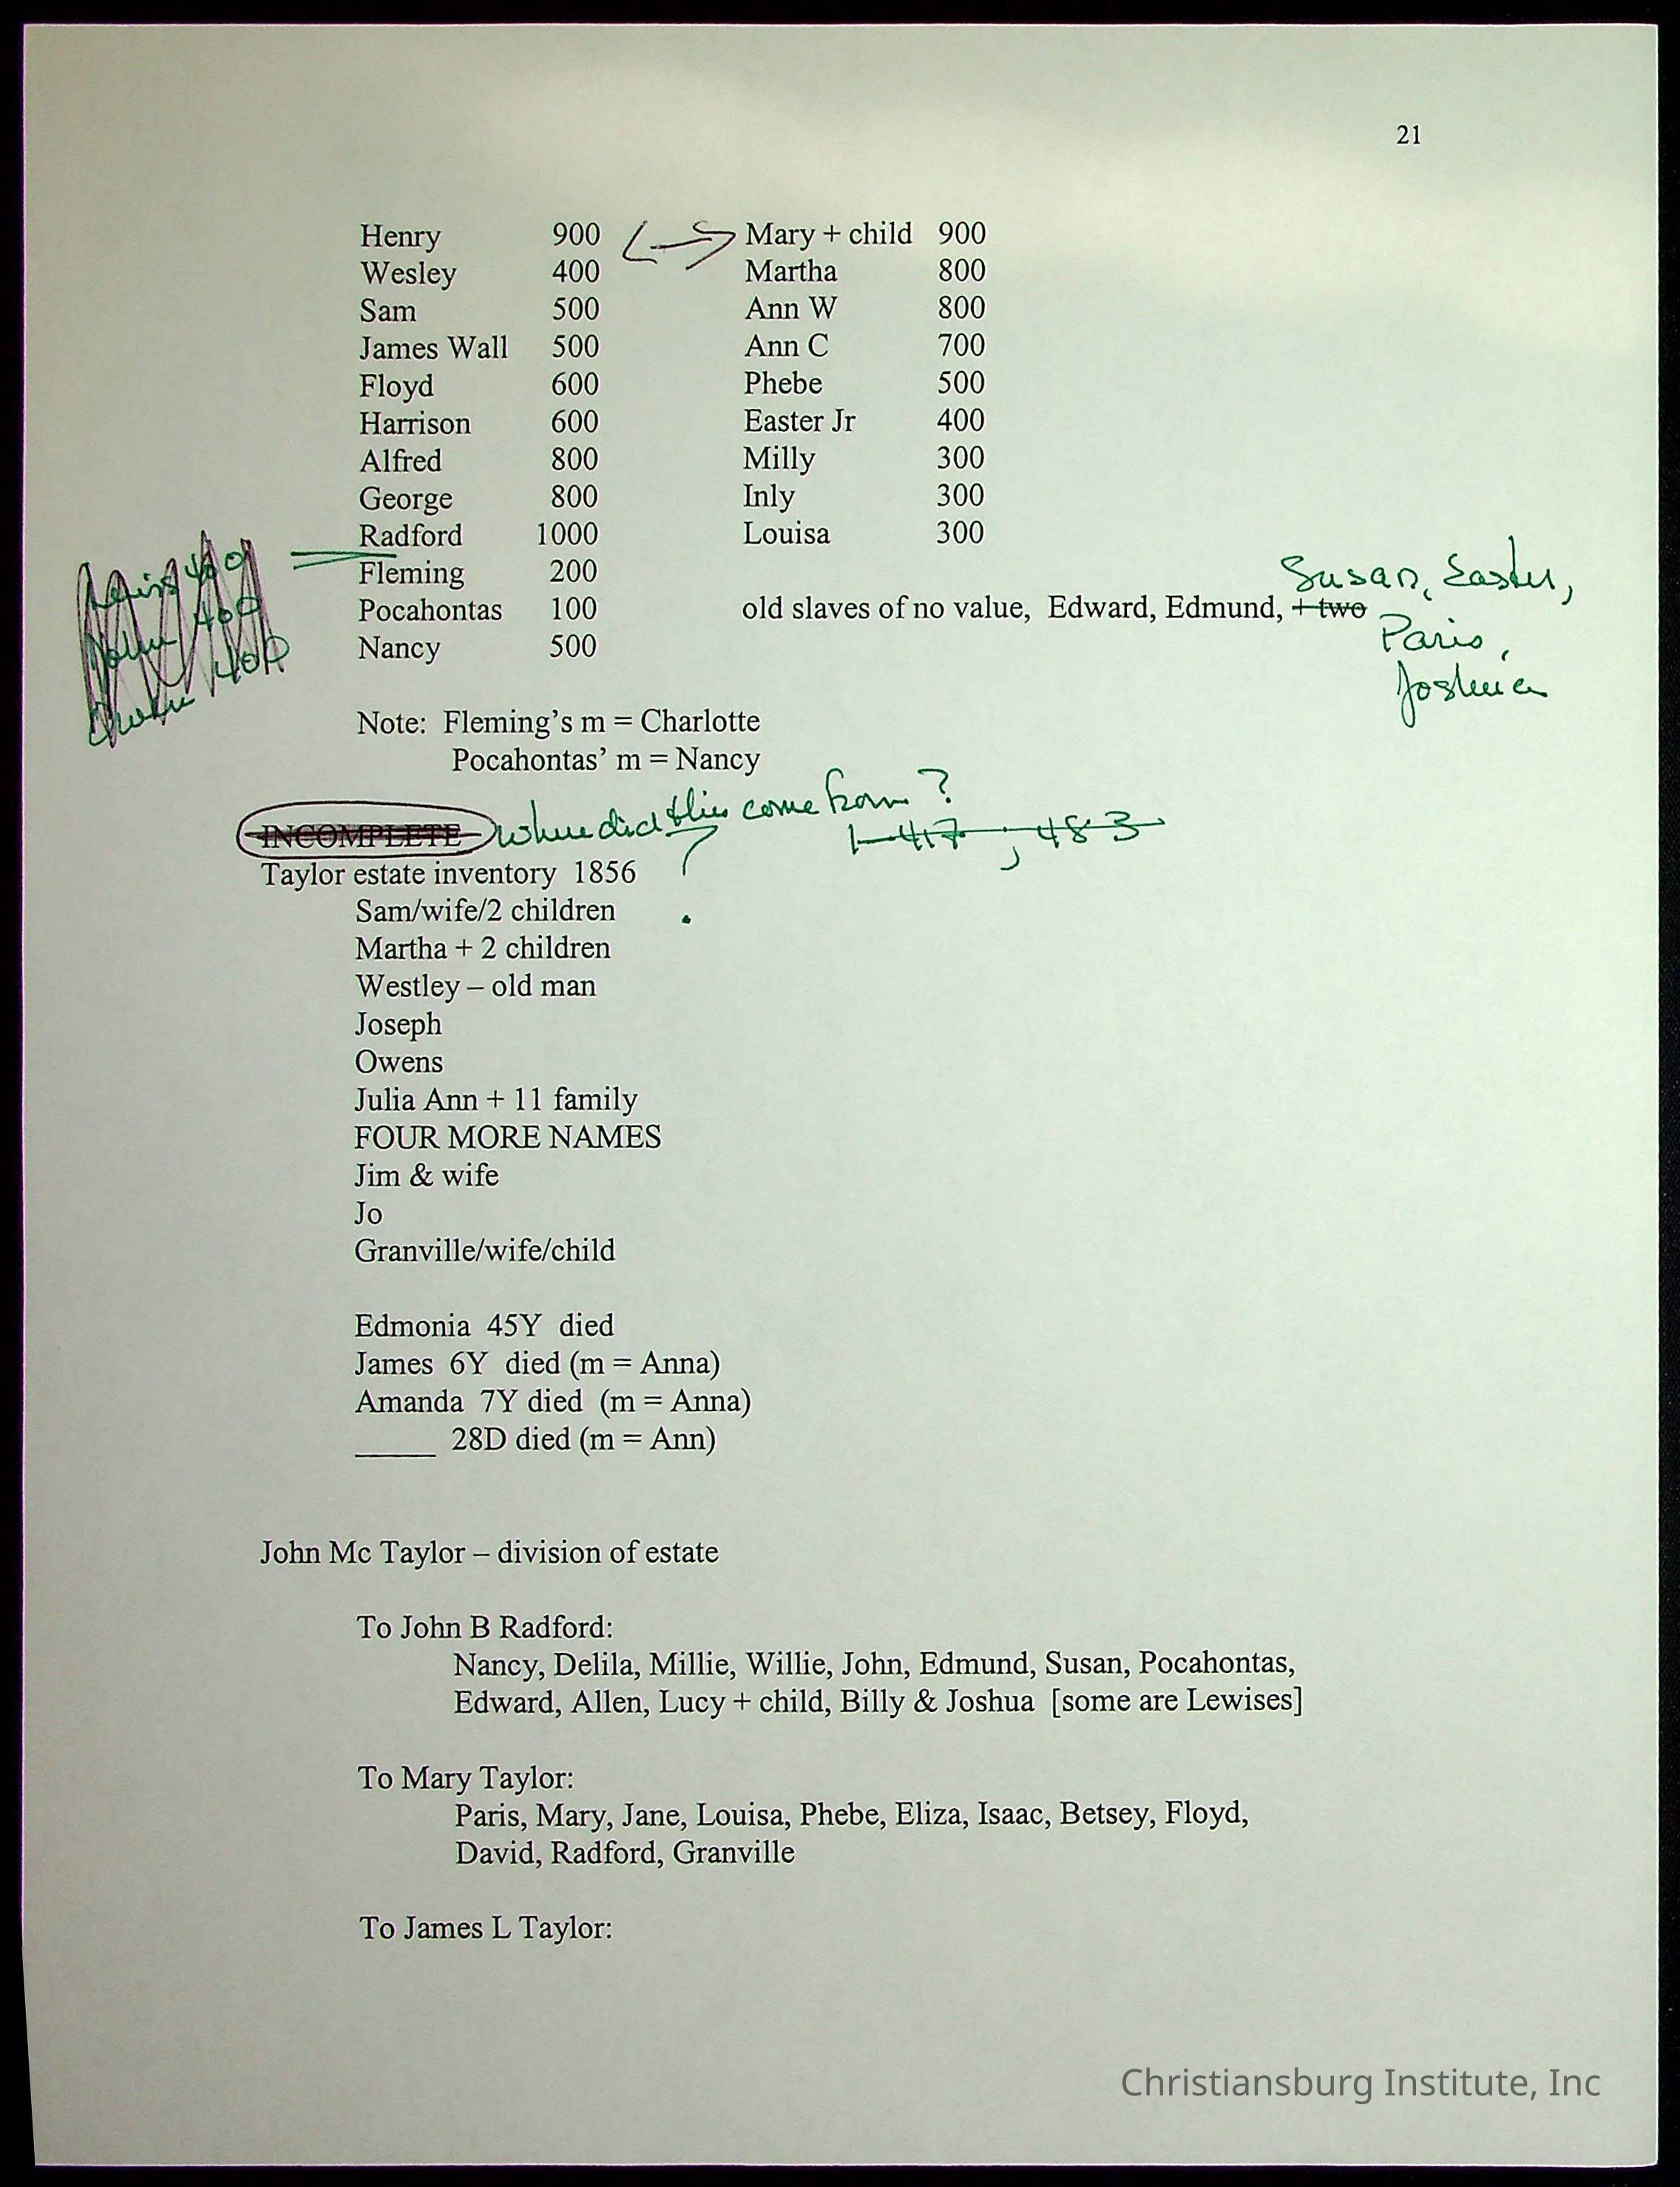 21
Henry 900 Mary + child 900
Wesley 400 Martha 800
Sam 500 Ann W 800
James Wall 500 Ann C 700
Floyd 600 Phebe 500
Harrison 600 Easter Jr 400
Alfred 800 Milly 300
George 800 Inly 300
Radford 1000 Louisa 300
400
Fleming 200
Susan, Easter,
Pocahontas 100 old slaves of no value, Edward, Edmund, + two
400
Paris,
Nancy 500
400
Joshua
Note: Fleming's m = Charlotte
Pocahontas' m = Nancy
INCOMPLETE where did this come from?
1-417, 483
Taylor estate inventory 1856 ?
Sam/wife/2 children
Martha + 2 children
Westley – old man
Joseph
Owens
Julia Ann + 11 family
FOUR MORE NAMES
Jim & wife
Jo
Granville/wife/child
Edmonia 45Y died
James 6Y died (m = Anna)
Amanda 7Y died (m = Anna)
_____ 28D died (m = Ann)
John Mc Taylor – division of estate
To John B Radford:
Nancy, Delila, Millie, Willie, John, Edmund, Susan, Pocahontas,
Edward, Allen, Lucy + child, Billy & Joshua [some are Lewises]
To Mary Taylor:
Paris, Mary, Jane, Louisa, Phebe, Eliza, Isaac, Betsey, Floyd,
David, Radford, Granville
To James L Taylor:
Christiansburg Institute, Inc